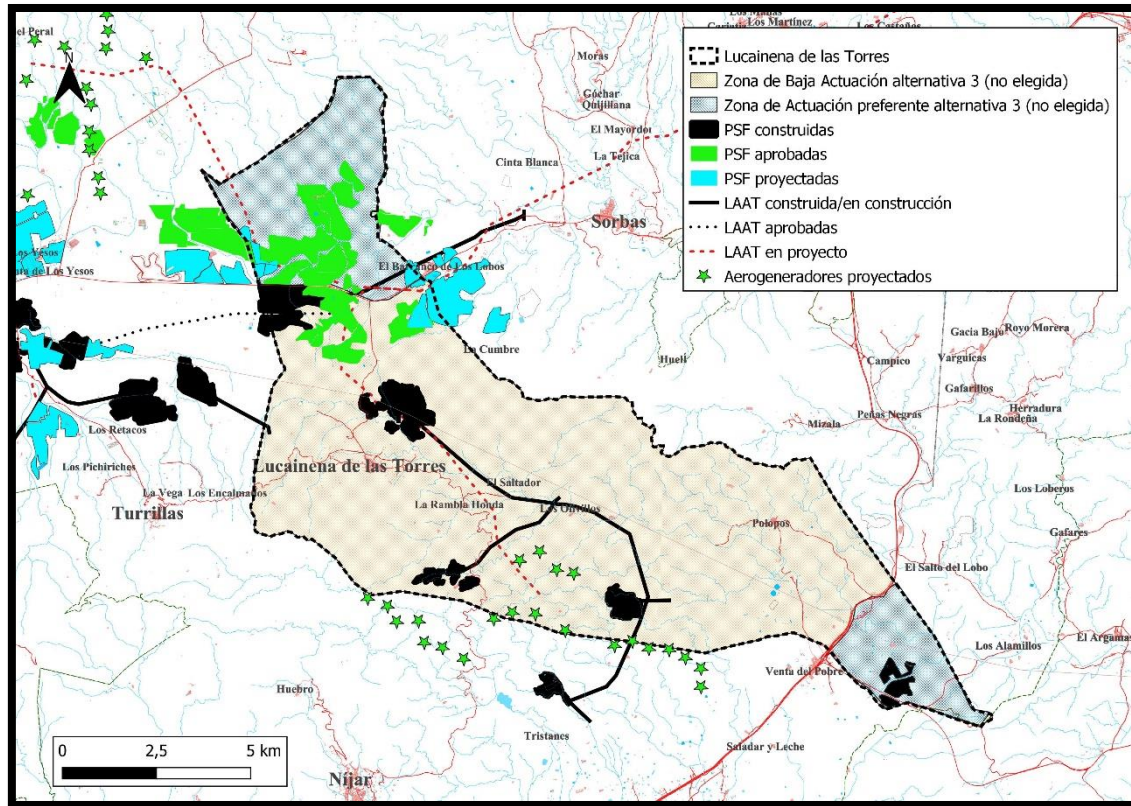 el Peral
N
Los Martínez
Moras
Góchar
Quijiliana
El Mayordor
La Tejica
Cinta Blanca
Sorbas
Lucainena de las Torres
Zona de Baja Actuación alternativa 3 (no elegida)
Zona de Actuación preferente alternativa 3 (no elegida)
PSF construidas
PSF aprobadas
PSF proyectadas
LAAT construida/en construcción
LAAT aprobadas
LAAT en proyecto
Aerogeneradores proyectados
Los Yesos
ta de Los Yesos
El Barranco de Los Lobos
La Cumbre
Hueli
Gacia Bajo
Royo Morera
Varguicas
Campico
Gafarillos
Herradura
La Rondeña
Peñas Negras
Mizala
Los Retacos
Los Pichiriches
La Vega
Los Encalmados
Turrillas
Lucainena de las Torres
El Saltador
La Rambla Honda
Los Olivillos
Polopos
Los Loberos
Gafares
El Salto del Lobo
Los Alamillos
El Argamas
Venta del Pobre
Huebro
Tristanes
Saladar y Leche
Níjar
0 2,5 5 km